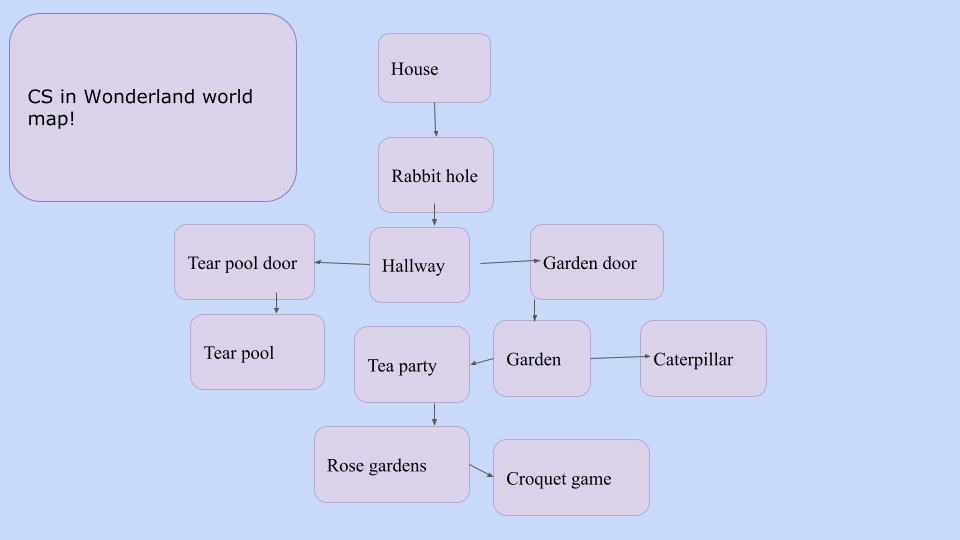 CS in Wonderland world
map!
House
Rabbit hole
Tear pool door
Hallway
Garden door
Tear pool
Tea party
Garden
Caterpillar
Rose gardens
Croquet game